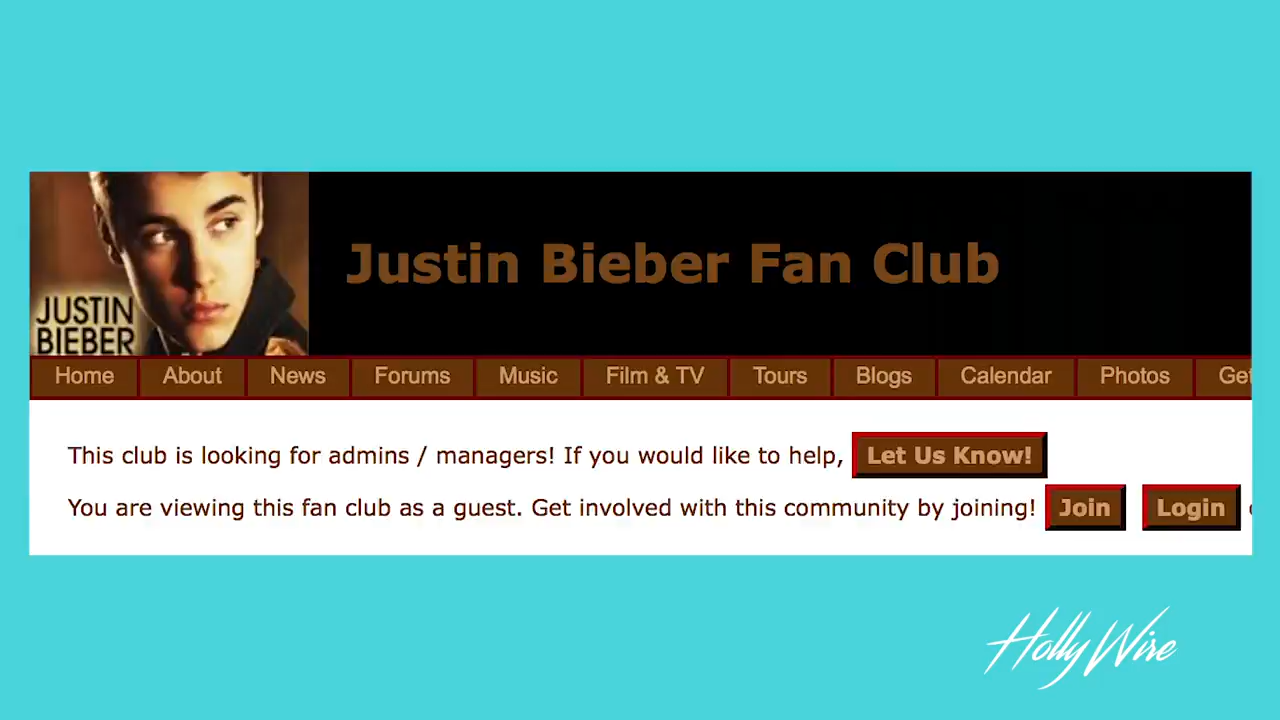 Justin Bieber Fan Club
JUSTIN
BIEBER
Home About News Forums Music Film & TV Tours Blogs Calendar Photos
This club is looking for admins / managers! If you would like to help, Let Us Know!
You are viewing this fan club as a guest. Get involved with this community by joining! Join Login
HollyWire